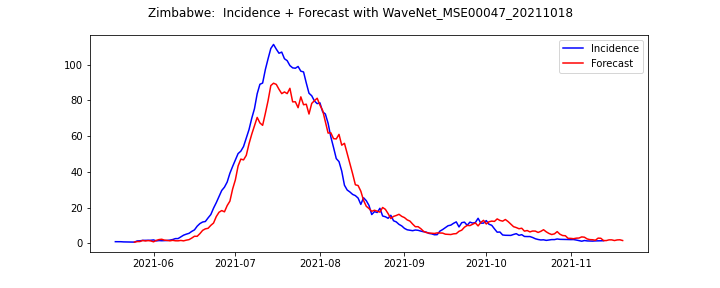 Zimbabwe:  Incidence + Forecast with WaveNet_MSE00047_20211018
Incidence
Forecast
100
80
60
40
20
0
2021-06 2021-07 2021-08 2021-09 2021-10 2021-11